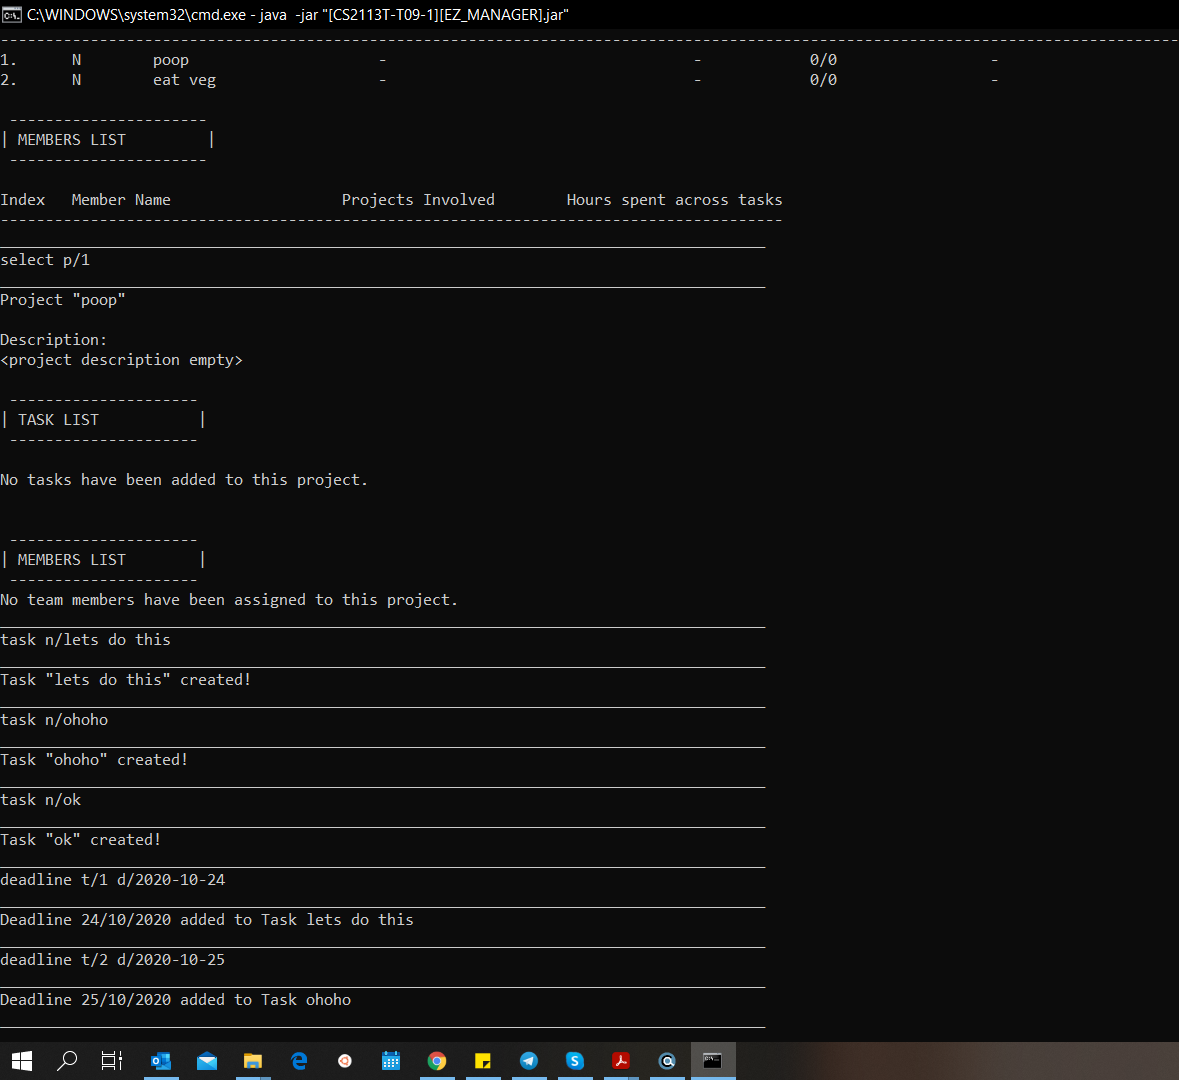 C:\WINDOWS\system32\cmd.exe - java  -jar "[CS2113T-T09-1][EZ_MANAGER].jar"
1. N poop - - 0/0 -
2. N eat veg - - 0/0 -
| MEMBERS LIST |
Index Member Name Projects Involved Hours spent across tasks
select p/1
Project "poop"
Description:
<project description empty>
| TASK LIST |
No tasks have been added to this project.
| MEMBERS LIST |
No team members have been assigned to this project.
task n/lets do this
Task "lets do this" created!
task n/ohoho
Task "ohoho" created!
task n/ok
Task "ok" created!
deadline t/1 d/2020-10-24
Deadline 24/10/2020 added to Task lets do this
deadline t/2 d/2020-10-25
Deadline 25/10/2020 added to Task ohoho